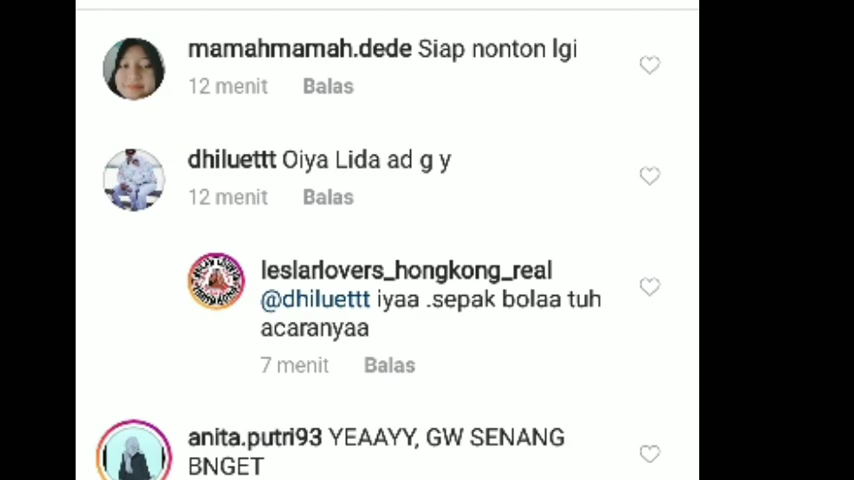 mamahmamah.dede Siap nonton lgi
12 menit Balas
dhiluettt Oiya Lida ad g y
12 menit Balas
leslarlovers_hongkong_real
@dhiluettt iyaa .sepak bolaa tuh
acaranyaa
7 menit Balas
anita.putri93 YEAAYY, GW SENANG
BNGET